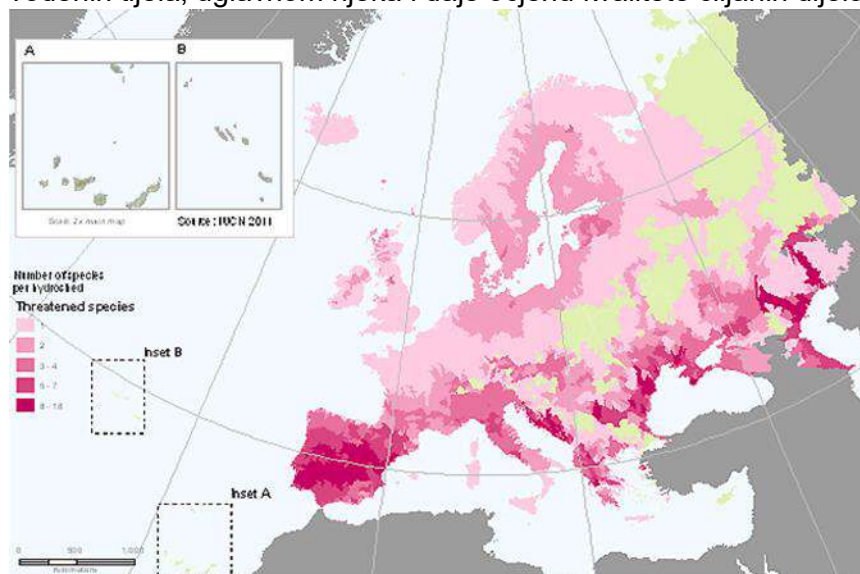 A
B
Scale 2x main map
Source: IUCN 2011
Number of species
per hydroshed
Threatened species
1
2
3 - 4
5 - 7
8 - 18
Inset B
Inset A
0 500 1,000